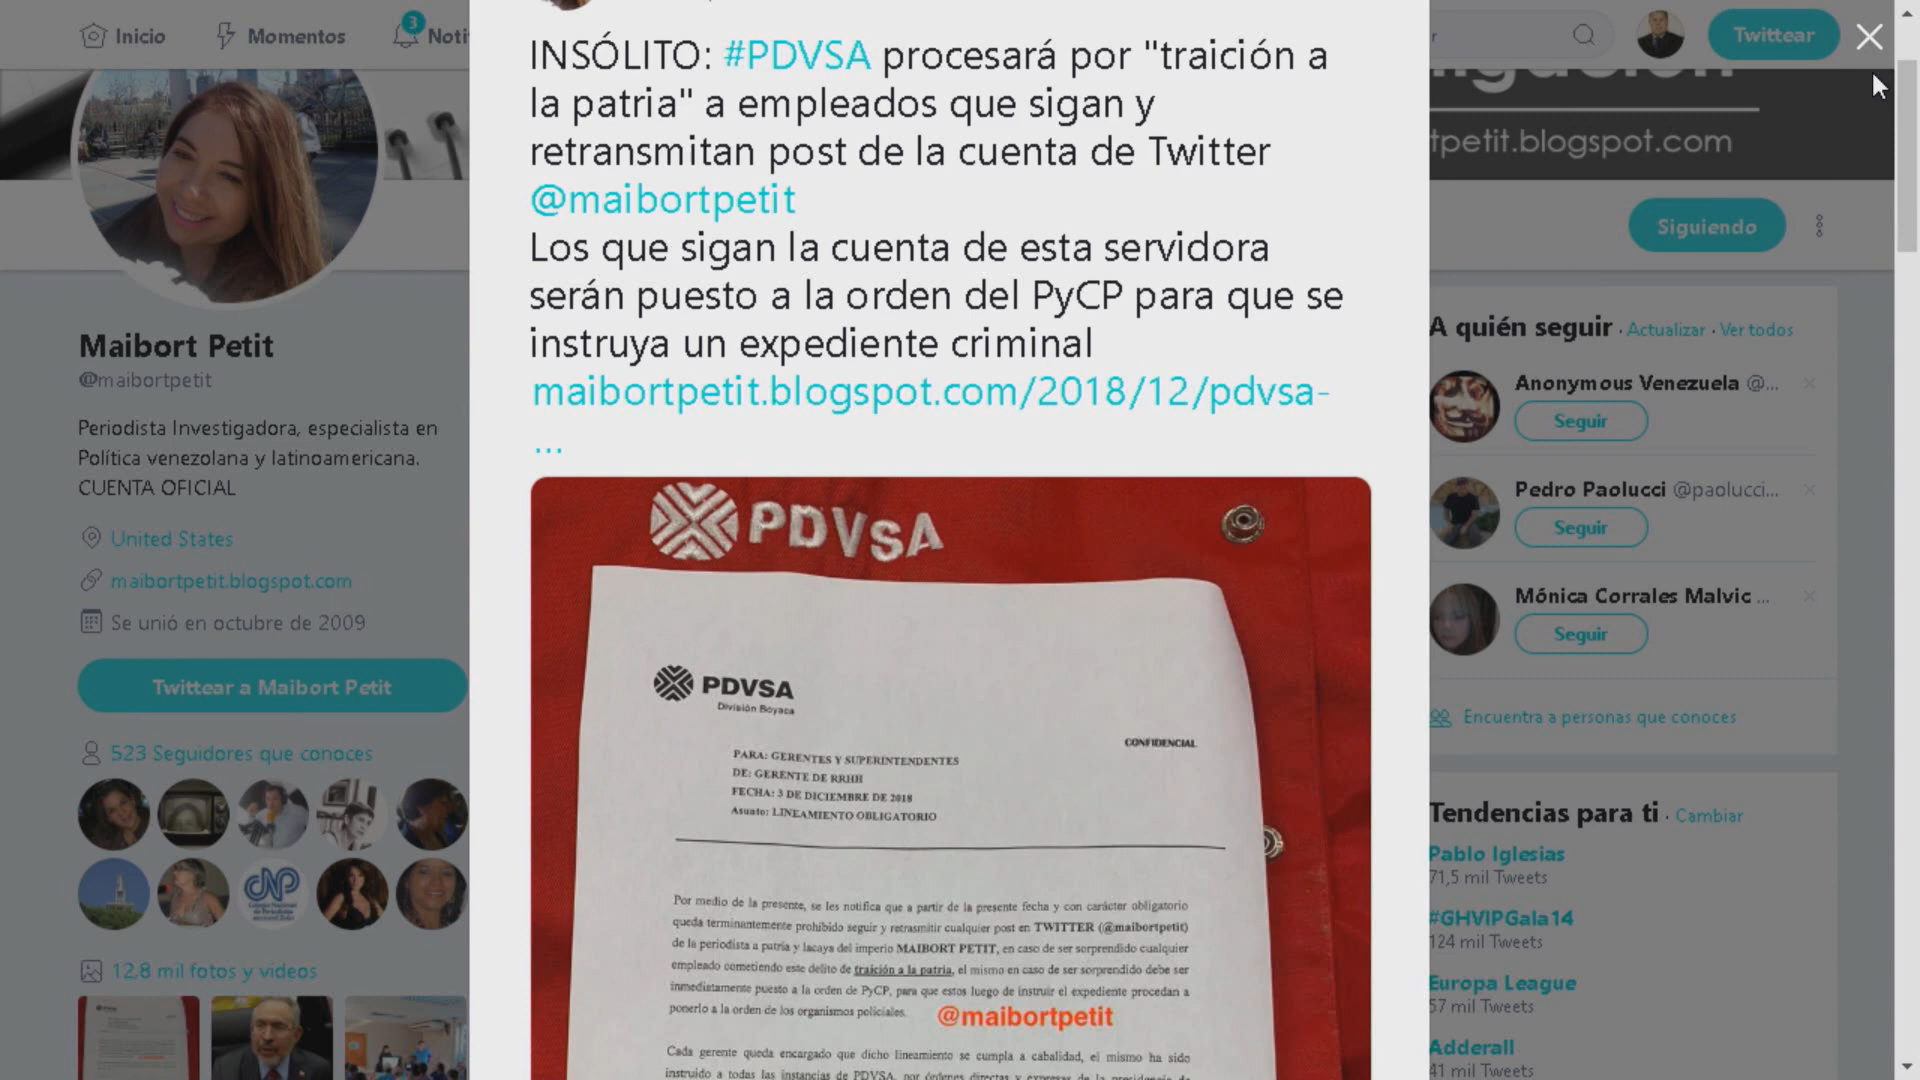 Inicio
Momentos
3
Noti
r
Twittear
INSÓLITO: #PDVSA procesará por "traición a
la patria" a empleados que sigan y
retransmitan post de la cuenta de Twitter
@maibortpetit
Los que sigan la cuenta de esta servidora
serán puesto a la orden del PyCP para que se
instruya un expediente criminal
maibortpetit.blogspot.com/2018/12/pdvsa-
...
PDVSA
PDVSA
División Boyaca
CONFIDENCIAL
PARA: GERENTES Y SUPERINTENDENTES
DE: GERENTE DE RRHH
FECHA: 3 DE DICIEMBRE DE 2018
Asunto: LINEAMIENTO OBLIGATORIO
Por medio de la presente, se les notifica que a partir de la presente fecha y con carácter obligatorio
queda terminantemente prohibido seguir y retrasmitir cualquier post en TWITTER (@maibortpetit)
de la periodista a patria y lacaya del imperio MAIBORT PETIT, en caso de ser sorprendido cualquier
empleado cometiendo este delito de traición a la patria, el mismo en caso de ser sorprendido debe ser
inmediatamente puesto a la orden de PyCP, para que estos luego de instruir el expediente procedan a
ponerlo a la orden de los organismos policiales.
@maibortpetit
Cada gerente queda encargado que dicho lineamiento se cumpla a cabalidad, el mismo ha sido
instruido a todas las instancias de PDVSA, por órdenes directas y expresas de la presidencia de
Maibort Petit
@maibortpetit
Periodista Investigadora, especialista en
Política venezolana y latinoamericana.
CUENTA OFICIAL
United States
maibortpetit.blogspot.com
Se unió en octubre de 2009
Twittear a Maibort Petit
523 Seguidores que conoces
CNP
12,8 mil fotos y videos
tpetit.blogspot.com
Siguiendo
A quién seguir · Actualizar · Ver todos
Anonymous Venezuela @...
Seguir
Pedro Paolucci @paolucci...
Seguir
Mónica Corrales Malvic ...
Seguir
Encuentra a personas que conoces
Tendencias para ti · Cambiar
Pablo Iglesias
71,5 mil Tweets
#GHVIPGala14
124 mil Tweets
Europa League
57 mil Tweets
Adderall
41 mil Tweets